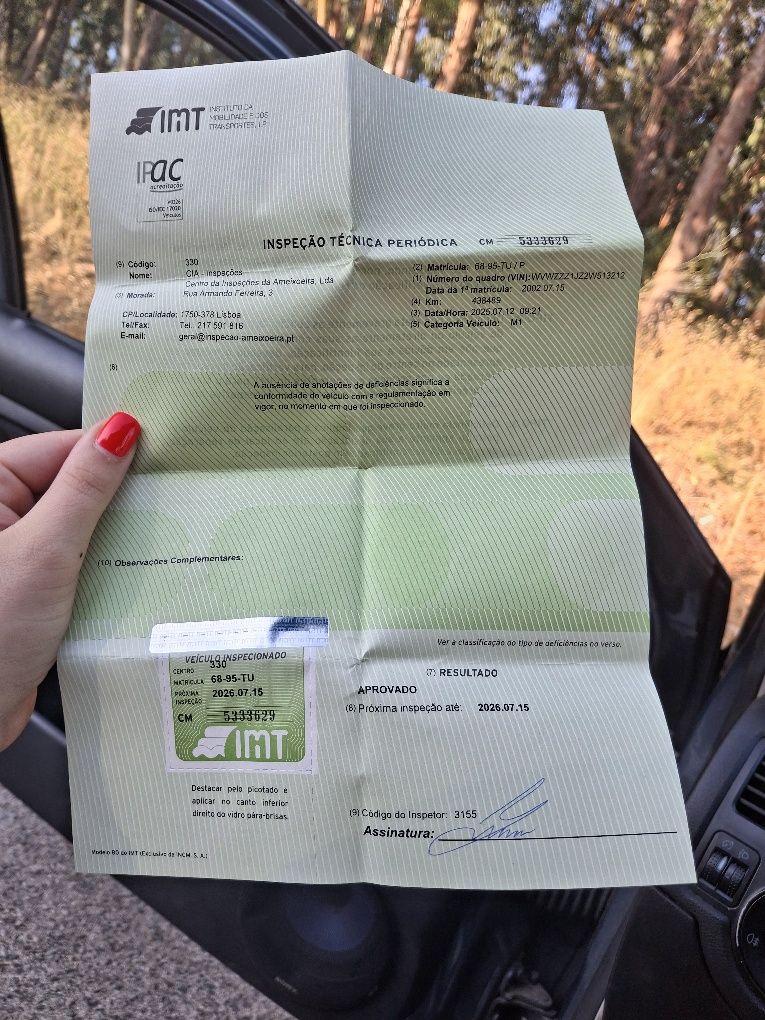 IMT INSTITUTO DA
MOBILIDADE E DOS
TRANSPORTES, I.P.
IPAC
acreditação
ISO/IEC 17020
Veículos
INSPEÇÃO TÉCNICA PERIÓDICA CM 5333629
(9) Código: 330
Nome: CIA - inspeções
Centro da Inspeções da Ameixoeira, Lda
(3) Morada: Rua Armando Ferreira, 3
CP/Localidade: 1750-378 Lisboa
Tel/Fax: Tel. 217 591 816
E-mail: geral@inspecao-ameixoeira.pt
(2) Matrícula: 68-95-TU / P
(1) Número do quadro (VIN): WVWZZZ1JZ2W513212
Data da 1ª matrícula: 2002.07.15
(4) Km: 438489
(3) Data/Hora: 2025.07.12 09:21
(5) Categoria Veículo: M1
(6)
A ausência de anotações de deficiências significa a
conformidade do veículo com a regulamentação em
vigor, no momento em que foi inspeccionado.
(10) Observações Complementares:
Ver a classificação do tipo de deficiências no verso.
VEÍCULO INSPECIONADO
CENTRO 330
MATRÍCULA 68-95-TU
PRÓXIMA
INSPEÇÃO 2026.07.15
CM 5333629
IMT
Destacar pelo picotado e
aplicar no canto inferior
direito do vidro pára-brisas.
(7) RESULTADO
APROVADO
(8) Próxima inspeção até: 2026.07.15
(9) Código do Inspetor: 3155
Assinatura:
Modelo BD do IMT (Exclusivo da INCM, S. A.)
SONY